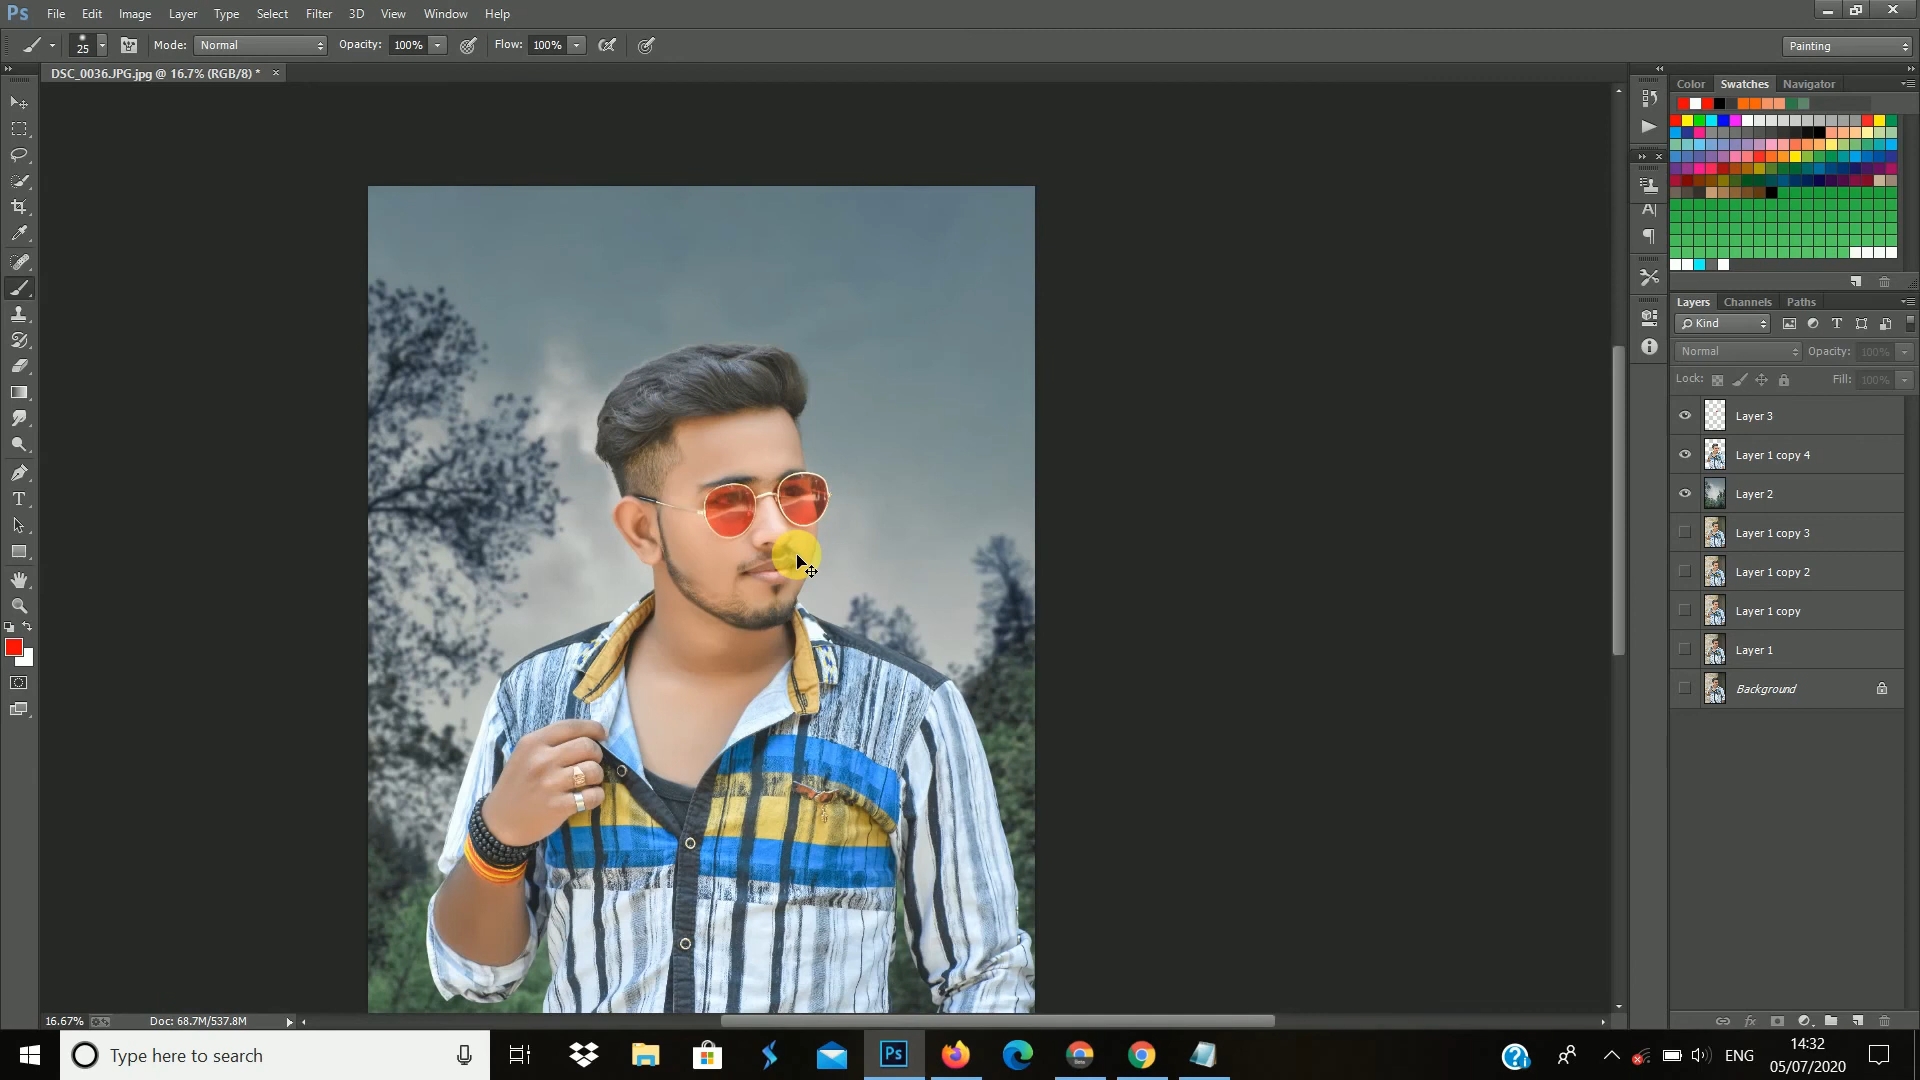 Ps File Edit Image Layer Type Select Filter 3D View Window Help
25 Mode: Normal Opacity: 100% Flow: 100% Painting
DSC_0036.JPG.jpg @ 16.7% (RGB/8) * ×
Color Swatches Navigator
Layers Channels Paths
Kind
Normal Opacity: 100%
Lock: Fill: 100%
Layer 3
Layer 1 copy 4
Layer 2
Layer 1 copy 3
Layer 1 copy 2
Layer 1 copy
Layer 1
Background
16.67% Doc: 68.7M/537.8M
Type here to search
Ps
ENG
14:32
05/07/2020